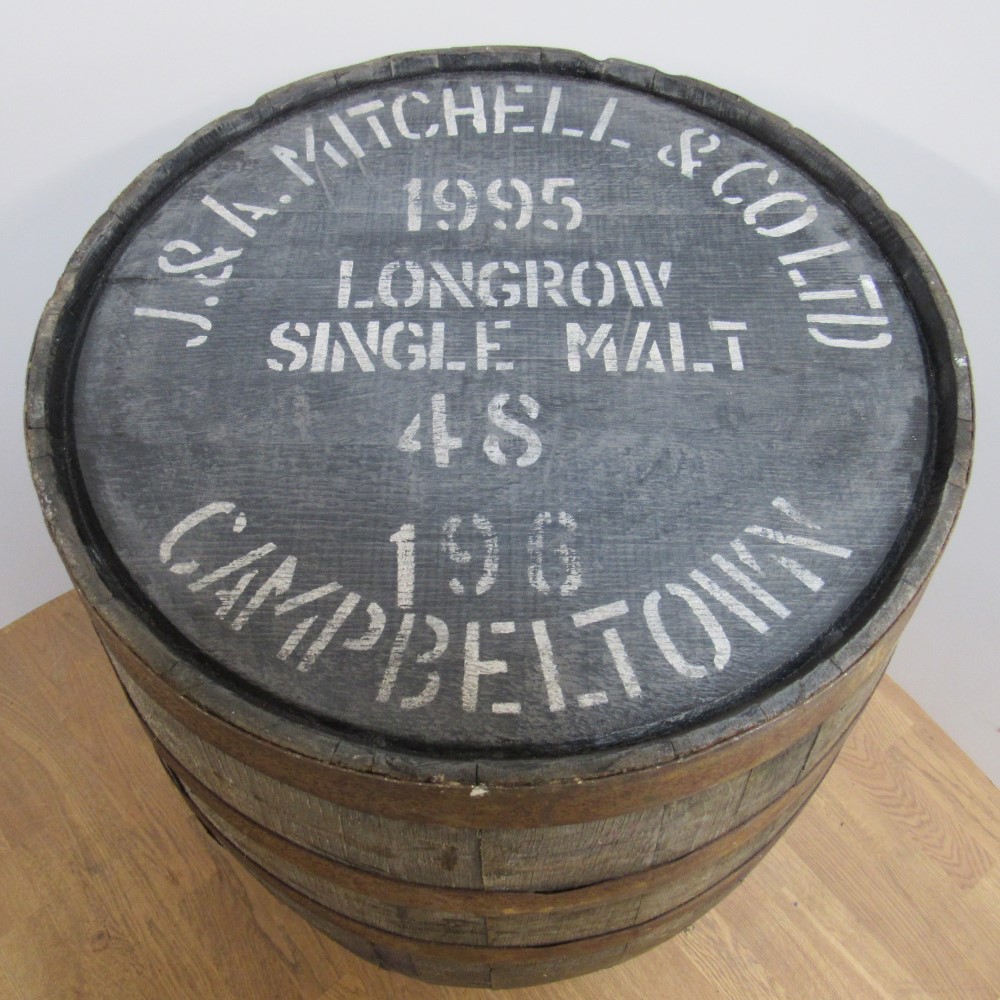 J. & A. MITCHELL & CO LTD
1995
LONGROW
SINGLE MALT
48
196
CAMPBELTOWN